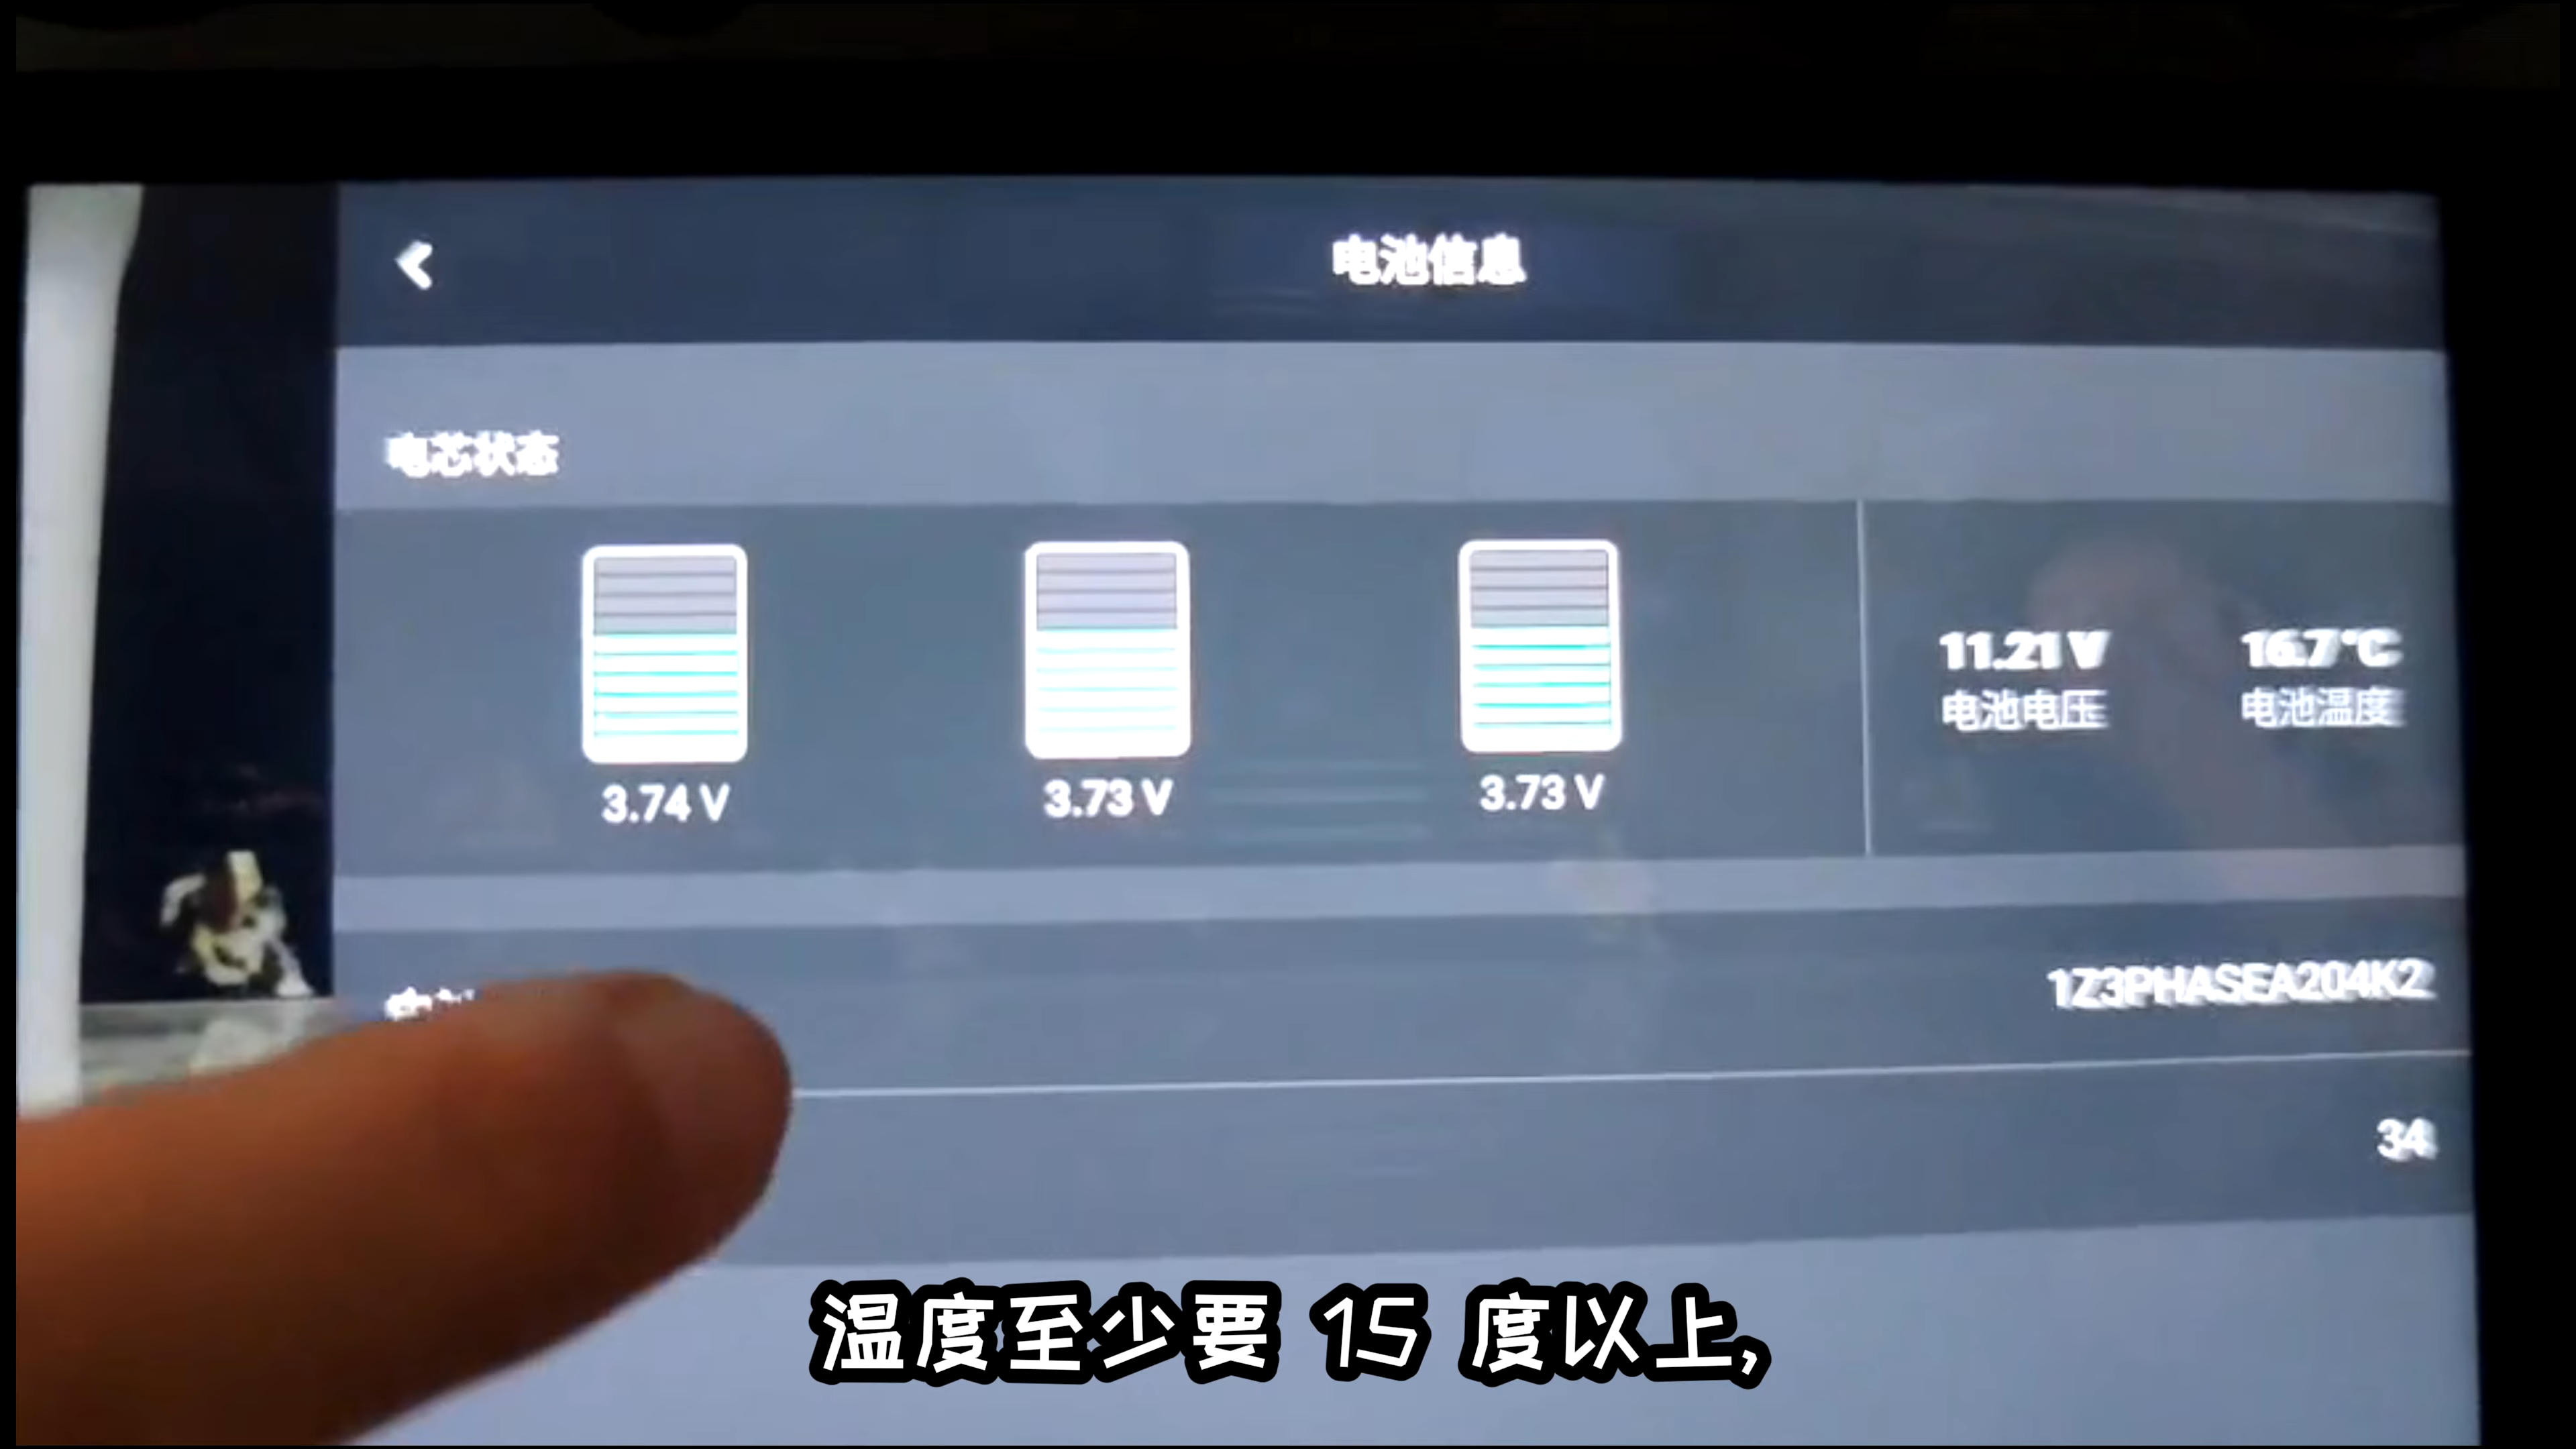 电池信息
电芯状态
3.74 V
3.73 V
3.73 V
11.21 V
电池电压
16.7°C
电池温度
1Z3PHASEA204K2
34
温度至少要 15 度以上,